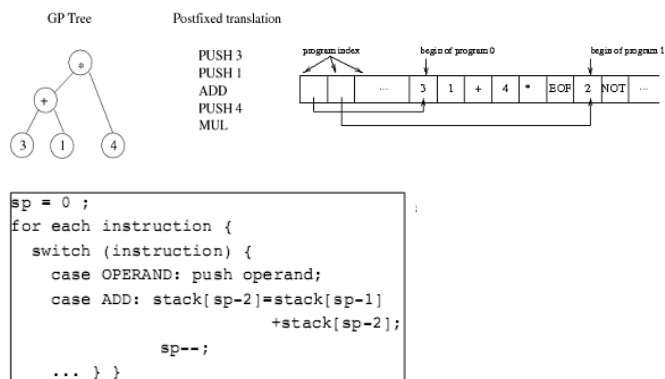 GP Tree
Postfixed translation
*
+
3 1 4
PUSH 3
PUSH 1
ADD
PUSH 4
MUL
program index
begin of program 0
begin of program 1
... 3 1 + 4 * EOF 2 NOT ...
sp = 0 ;
for each instruction {
switch (instruction) {
case OPERAND: push operand;
case ADD: stack[sp-2]=stack[sp-1]
+stack[sp-2];
sp--;
... } }